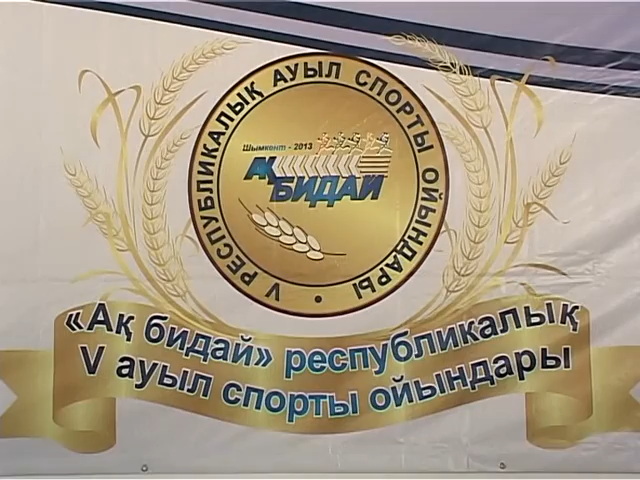 V РЕСПУБЛИКАЛЫҚ АУЫЛ СПОРТЫ ОЙЫНДАРЫ
Шымкент - 2013
АҚ
БИДАЙ
«Ақ бидай» республикалық
V ауыл спорты ойындары